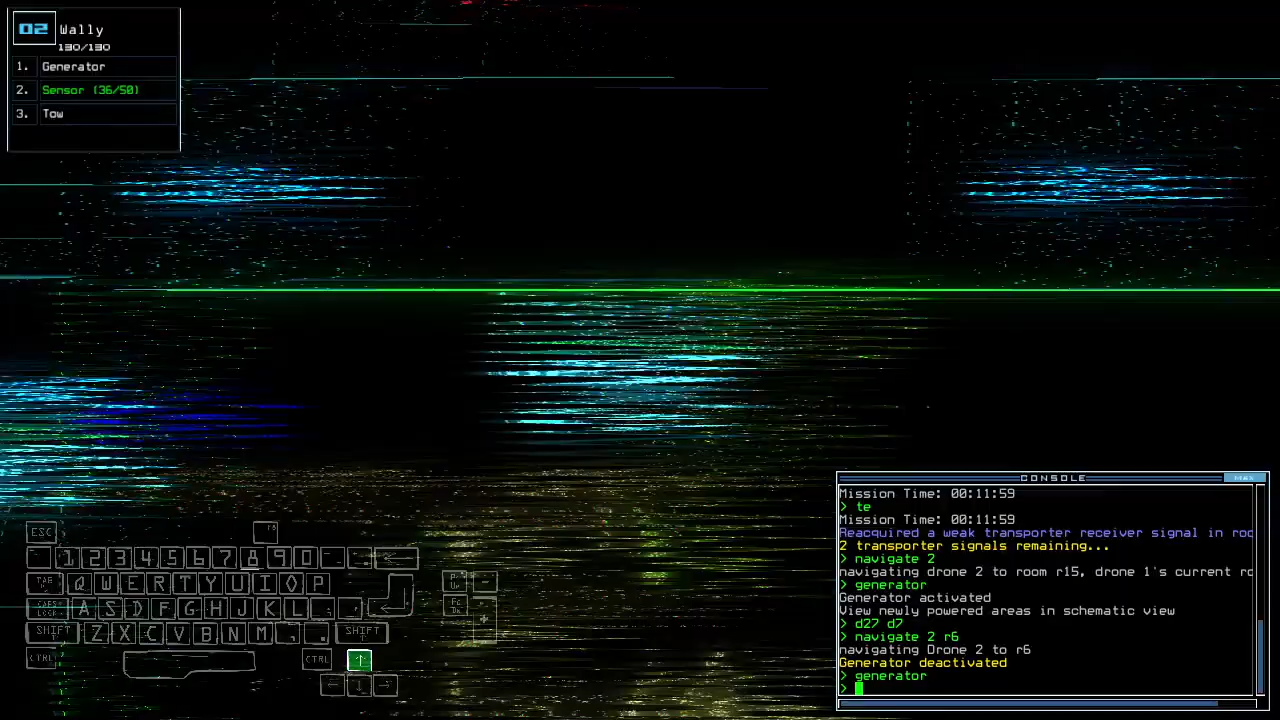 02 Wally
130/130
1. Generator
2. Sensor (36/50)
3. Tow
CONSOLE
Mission Time: 00:11:59
> te
Mission Time: 00:11:59
Reacquired a weak transporter receiver signal in roo
2 transporter signals remaining...
> navigate 2
navigating drone 2 to room r15, drone 1's current ro
> generator
Generator activated
View newly powered areas in schematic view
> d27 d7
> navigate 2 r6
navigating Drone 2 to r6
Generator deactivated
> generator
>
ESC
r6
1 2 3 4 5 6 7 8 9 0 - =
TAB Q W E R T Y U I O P
CAPS LOCK A S D F G H J K L ; '
SHIFT Z X C V B N M , . SHIFT
CTRL CTRL ↑
← ↓ →